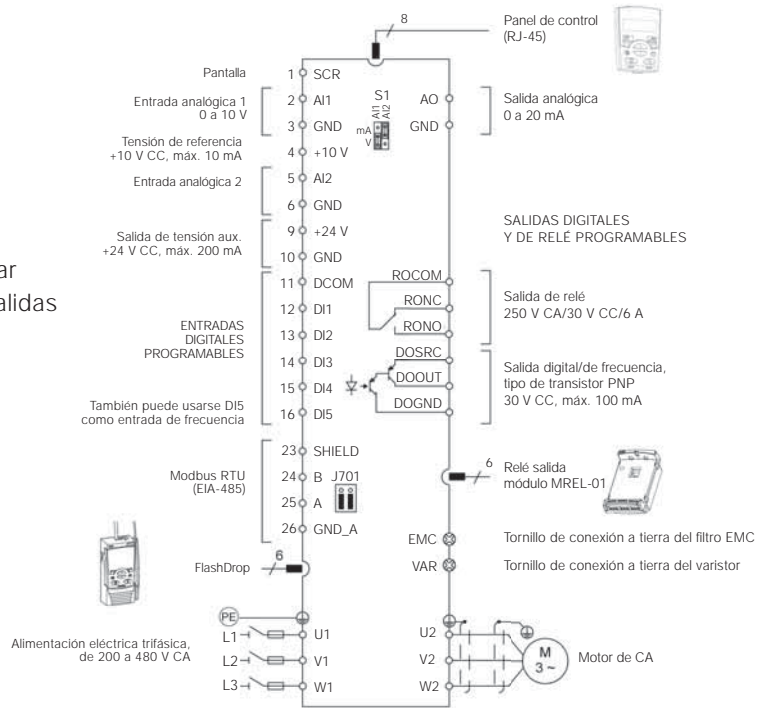 8
Panel de control
(RJ-45)
Pantalla
1 SCR
Entrada analógica 1
0 a 10 V
2 AI1
3 GND
Tensión de referencia
+10 V CC, máx. 10 mA
4 +10 V
Entrada analógica 2
5 AI2
6 GND
Salida de tensión aux.
+24 V CC, máx. 200 mA
9 +24 V
10 GND
ar
alidas
ENTRADAS
DIGITALES
PROGRAMABLES
11 DCOM
12 DI1
13 DI2
14 DI3
15 DI4
16 DI5
También puede usarse DI5
como entrada de frecuencia
Modbus RTU
(EIA-485)
23 SHIELD
24 B
J701
25 A
26 GND_A
FlashDrop
6
PE
Alimentación eléctrica trifásica,
de 200 a 480 V CA
L1 U1
L2 V1
L3 W1
S1
AI1
AI2
mA
V
AO
GND
Salida analógica
0 a 20 mA
SALIDAS DIGITALES
Y DE RELÉ PROGRAMABLES
ROCOM
RONC
RONO
Salida de relé
250 V CA/30 V CC/6 A
DOSRC
DOOUT
DOGND
Salida digital/de frecuencia,
tipo de transistor PNP
30 V CC, máx. 100 mA
6
Relé salida
módulo MREL-01
EMC
Tornillo de conexión a tierra del filtro EMC
VAR
Tornillo de conexión a tierra del varistor
U2
V2
W2
M
3 ~
Motor de CA